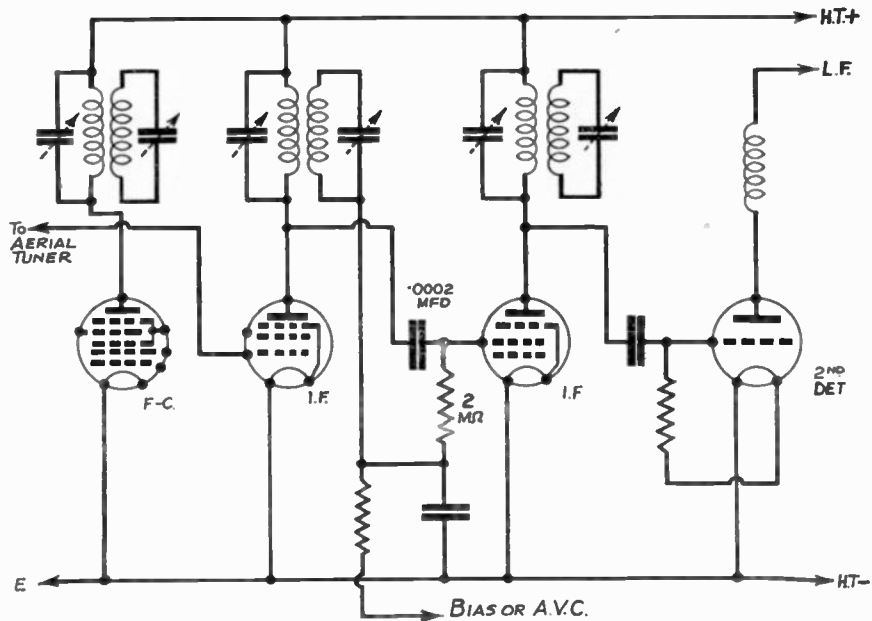 H.T.+
L.F.
To
AERIAL
TUNER
.0002
MFD
F-C.
I.F.
2
MΩ
I.F
2ND
DET
E
H.T-
BIAS OR A.V.C.